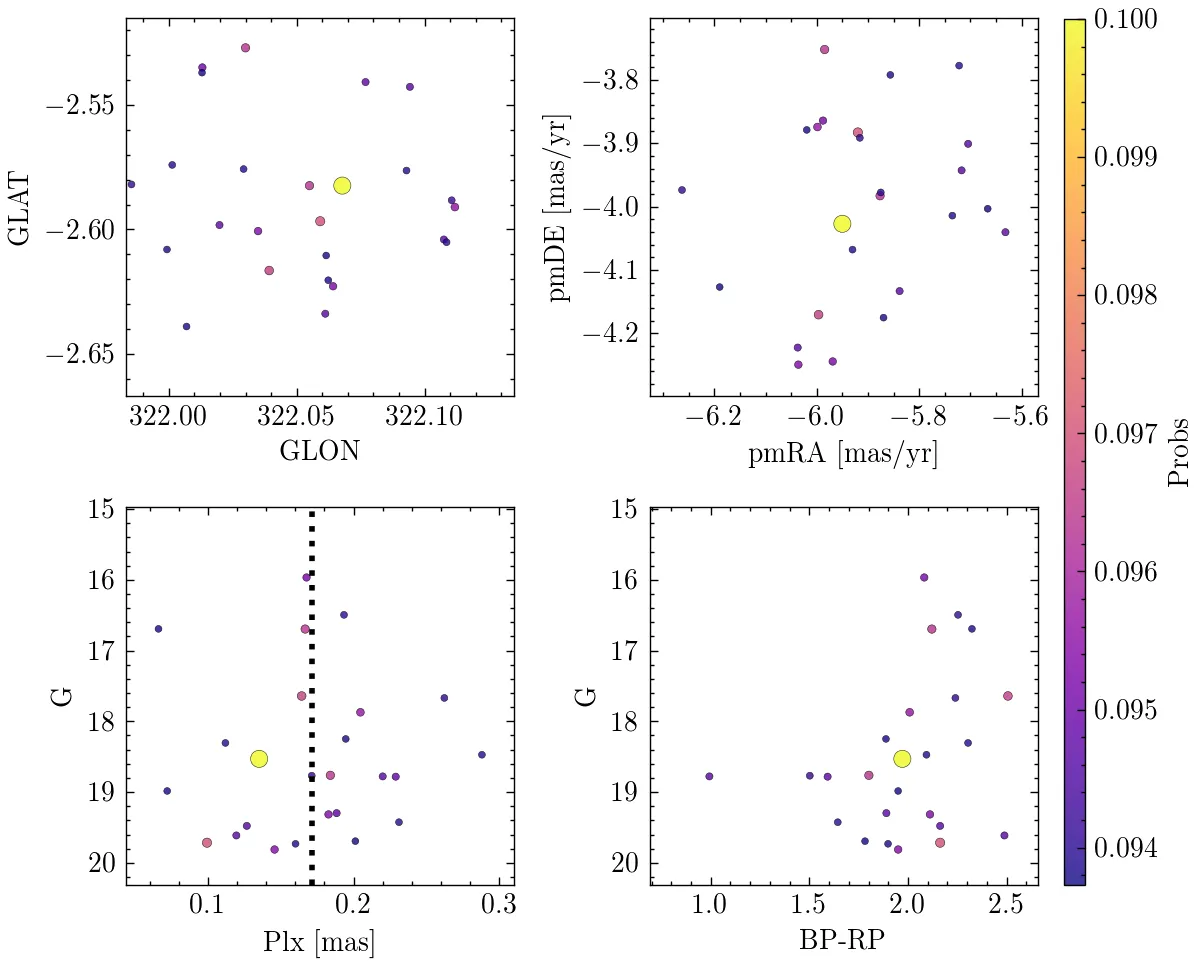 −2.55
−2.60
−2.65
GLAT
322.00 322.05 322.10
GLON
−3.8
−3.9
−4.0
−4.1
−4.2
pmDE [mas/yr]
−6.2 −6.0 −5.8 −5.6
pmRA [mas/yr]
15
16
17
18
19
20
G
0.1 0.2 0.3
Plx [mas]
15
16
17
18
19
20
G
1.0 1.5 2.0 2.5
BP-RP
0.100
0.099
0.098
0.097
0.096
0.095
0.094
Probs